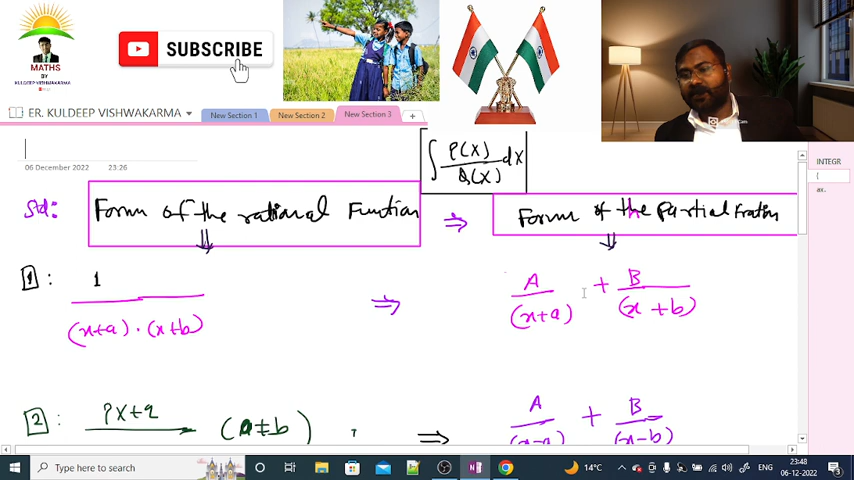 MATHS
BY
KULDEEP VISHWAKARMA
SUBSCRIBE
ER. KULDEEP VISHWAKARMA
New Section 1
New Section 2
New Section 3
+
06 December 2022 23:26
∫ P(X)/Q(X) dx
INTEGR
ax.
Std: Form of the rational Function ⇒ Form of the partial Fration
1 : 1/((x+a)·(x+b)) ⇒ A/(x+a) + B/(x+b)
2 : px+q (a≠b) ⇒ A/(x-a) + B/(x-b)
Type here to search
14°C
ENG
23:48
06-12-2022